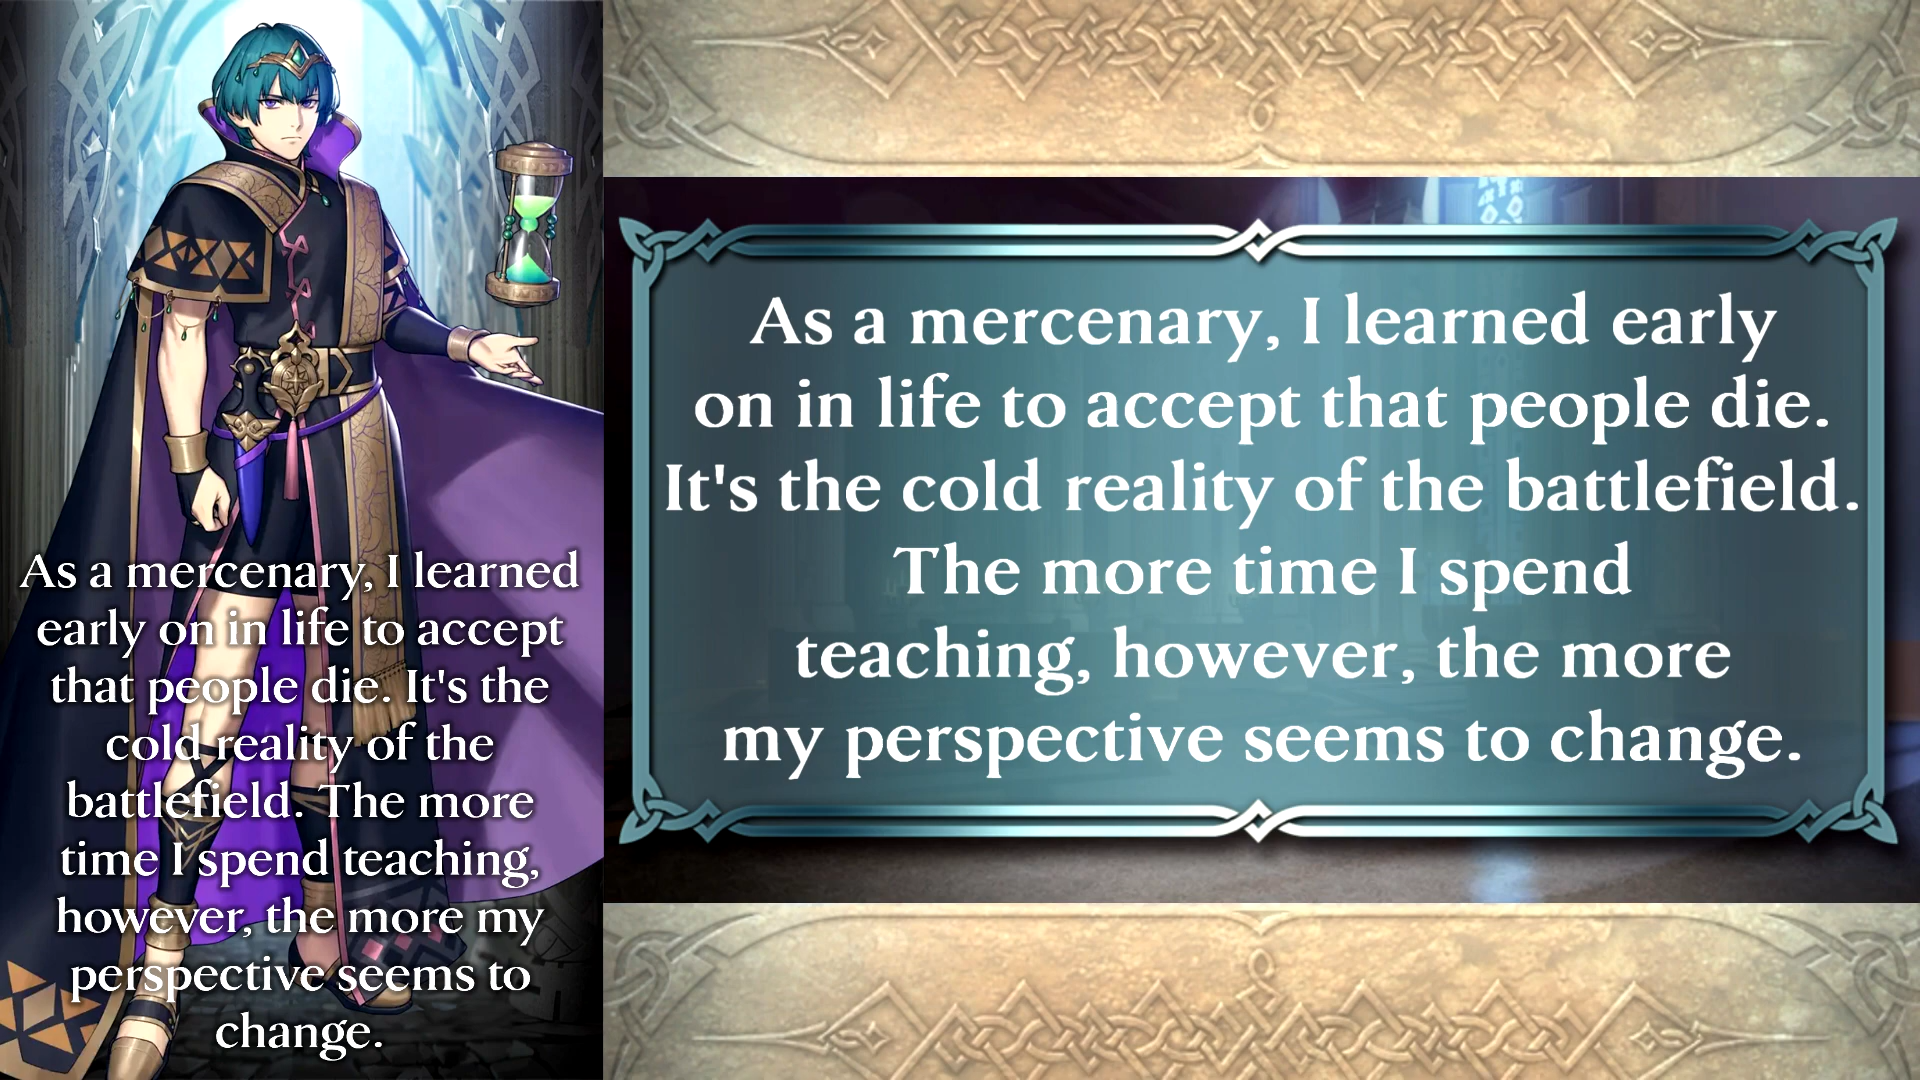 As a mercenary, I learned
early on in life to accept
that people die. It's the
cold reality of the
battlefield. The more
time I spend teaching,
however, the more my
perspective seems to
change.
As a mercenary, I learned early
on in life to accept that people die.
It's the cold reality of the battlefield.
The more time I spend
teaching, however, the more
my perspective seems to change.